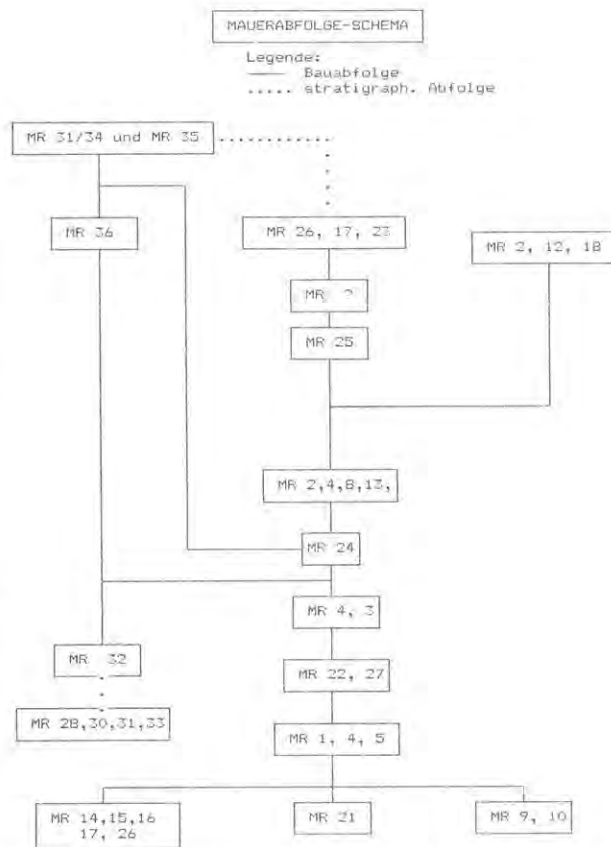 MAUERABFOLGE-SCHEMA
Legende:
Bauabfolge
stratigraph. Abfolge
MR 31/34 und MR 35
MR 36
MR 26, 17, 23
MR 2, 12, 18
MR
MR 25
MR 2,4,8,13,
MR 24
MR 4, 3
MR 32
MR 22, 27
MR 28,30,31,33
MR 1, 4, 5
MR 14,15,16
17, 26
MR 21
MR 9, 10